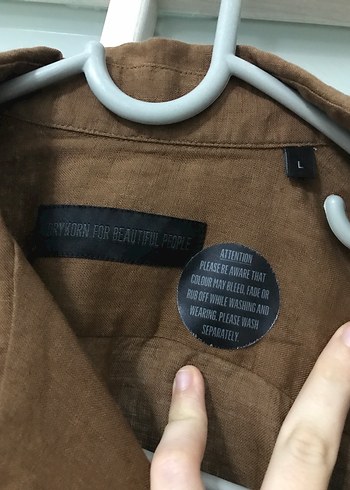 L
DRYKORN FOR BEAUTIFUL PEOPLE
ATTENTION
PLEASE BE AWARE THAT
COLOUR MAY BLEED, FADE OR
RUB OFF WHILE WASHING AND
WEARING. PLEASE WASH
SEPARATELY.